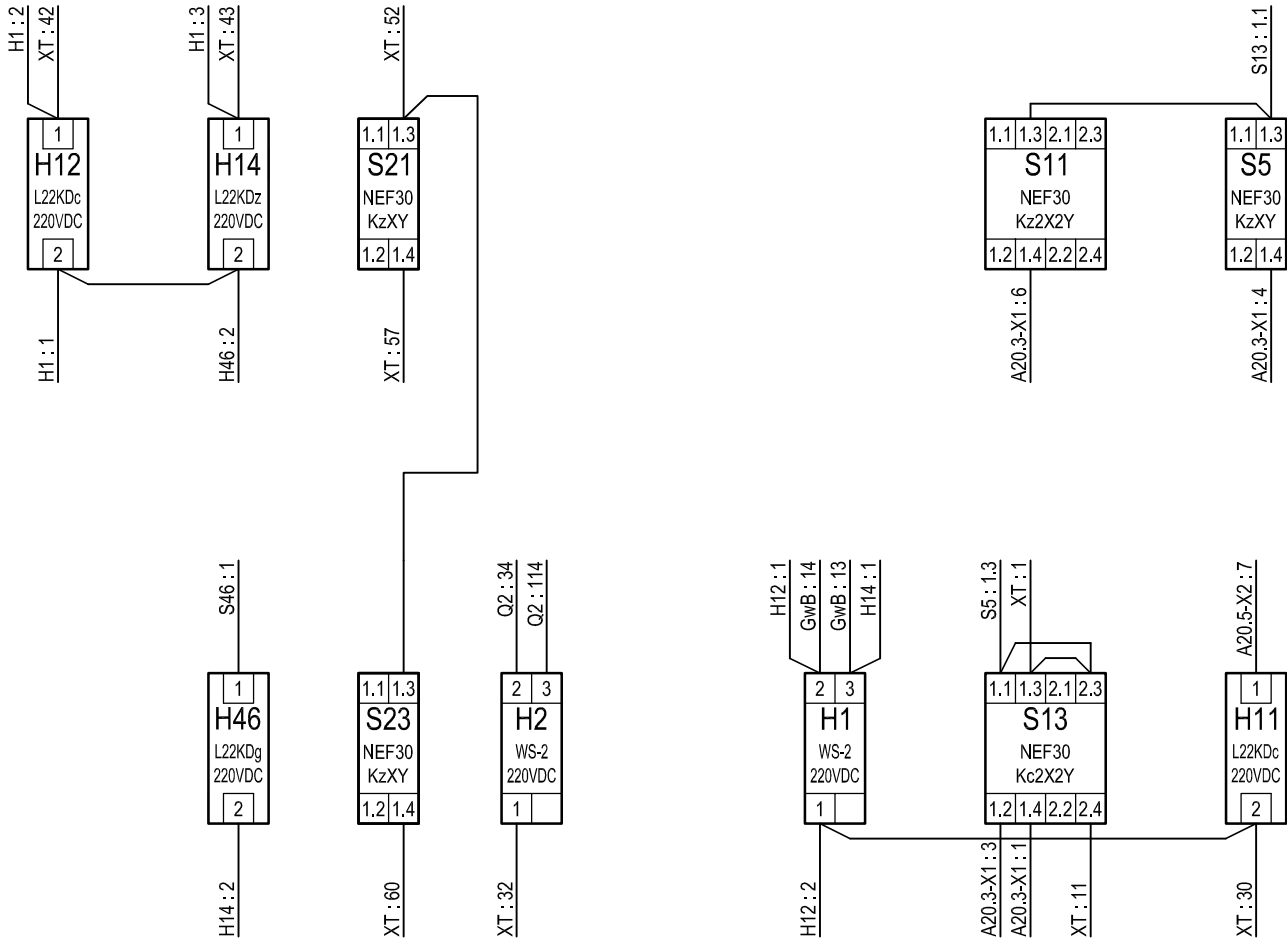 H1 : 2
XT : 42
H1 : 3
XT : 43
XT : 52
S13 : 1.1
1
H12
L22KDc
220VDC
2
1
H14
L22KDz
220VDC
2
1.1 1.3
S21
NEF30
KzXY
1.2 1.4
1.1 1.3 2.1 2.3
S11
NEF30
Kz2X2Y
1.2 1.4 2.2 2.4
1.1 1.3
S5
NEF30
KzXY
1.2 1.4
H1 : 1
H46 : 2
XT : 57
A20.3-X1 : 6
A20.3-X1 : 4
S46 : 1
Q2 : 34
Q2 : 114
H12 : 1
GwB : 14
GwB : 13
H14 : 1
S5 : 1.3
XT : 1
A20.5-X2 : 7
1
H46
L22KDg
220VDC
2
1.1 1.3
S23
NEF30
KzXY
1.2 1.4
2 3
H2
WS-2
220VDC
1
2 3
H1
WS-2
220VDC
1
1.1 1.3 2.1 2.3
S13
NEF30
Kc2X2Y
1.2 1.4 2.2 2.4
1
H11
L22KDc
220VDC
2
H14 : 2
XT : 60
XT : 32
H12 : 2
A20.3-X1 : 3
A20.3-X1 : 1
XT : 11
XT : 30